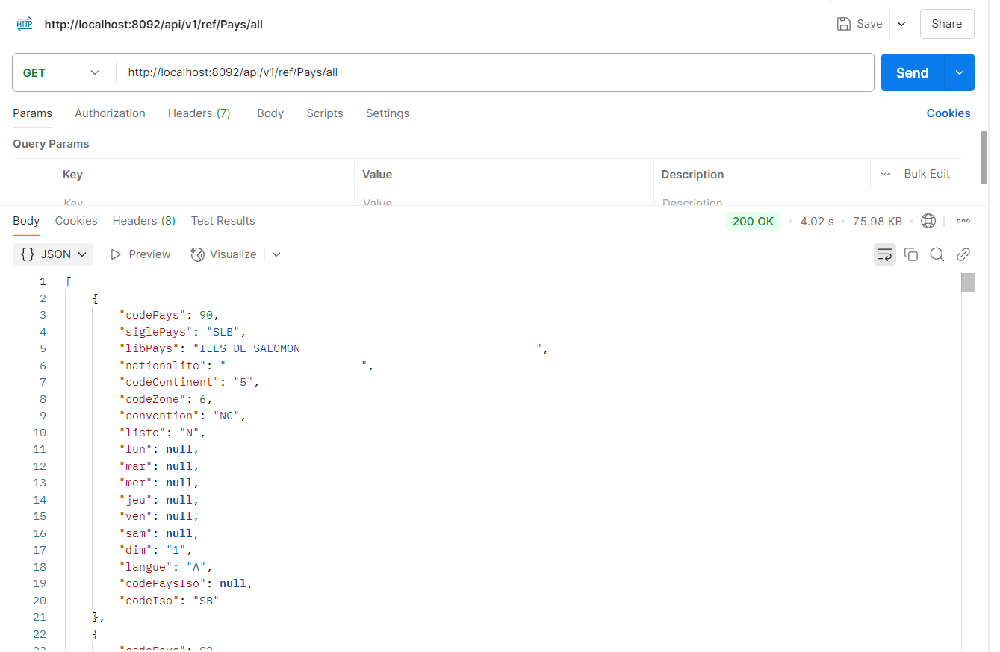 HTTP http://localhost:8092/api/v1/ref/Pays/all Save Share
GET http://localhost:8092/api/v1/ref/Pays/all Send
Params Authorization Headers (7) Body Scripts Settings Cookies
Query Params
Key Value Description Bulk Edit
Key Value Description
Body Cookies Headers (8) Test Results 200 OK • 4.02 s • 75.98 KB •
{} JSON Preview Visualize
1 [
2 {
3 "codePays": 90,
4 "siglePays": "SLB",
5 "libPays": "ILES DE SALOMON                                   ",
6 "nationalite": "                    ",
7 "codeContinent": "5",
8 "codeZone": 6,
9 "convention": "NC",
10 "liste": "N",
11 "lun": null,
12 "mar": null,
13 "mer": null,
14 "jeu": null,
15 "ven": null,
16 "sam": null,
17 "dim": "1",
18 "langue": "A",
19 "codePaysIso": null,
20 "codeIso": "SB"
21 },
22 {
23 "codePays":